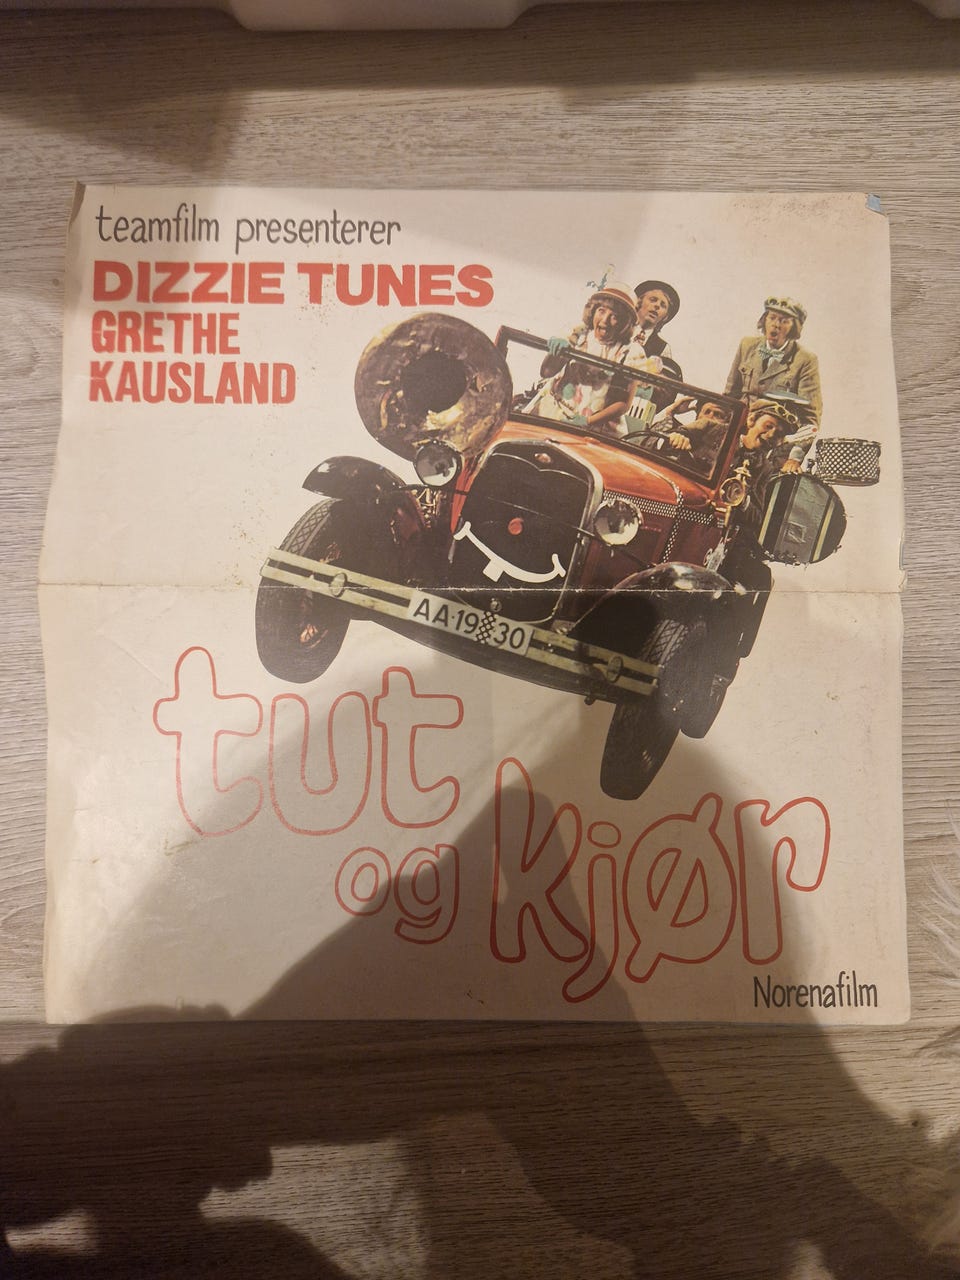 teamfilm presenterer
DIZZIE TUNES
GRETHE
KAUSLAND
AA·19 30
tut
og kjør
Norenafilm